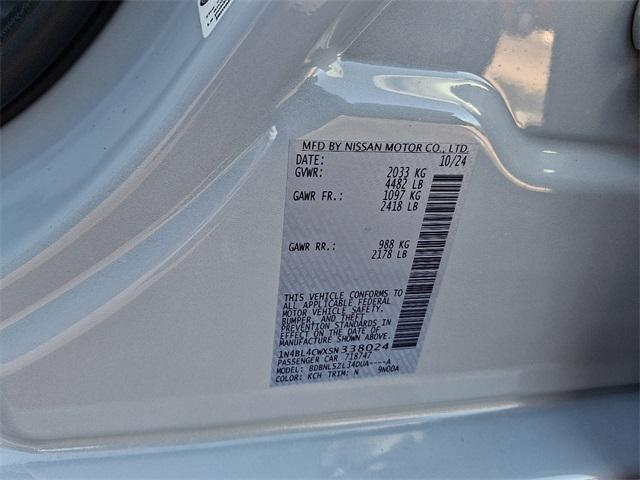 MFD BY NISSAN MOTOR CO., LTD.
DATE: 10/24
GVWR: 2033 KG
4482 LB
GAWR FR.: 1097 KG
2418 LB
GAWR RR.: 988 KG
2178 LB
THIS VEHICLE CONFORMS TO
ALL APPLICABLE FEDERAL
MOTOR VEHICLE SAFETY,
BUMPER, AND THEFT
PREVENTION STANDARDS IN
EFFECT ON THE DATE OF
MANUFACTURE SHOWN ABOVE.
1N4BL4CWXSN338024
PASSENGER CAR 718747
MODEL: BDBNLSZL34DUA----A
COLOR: KCH TRIM: N 9N00A